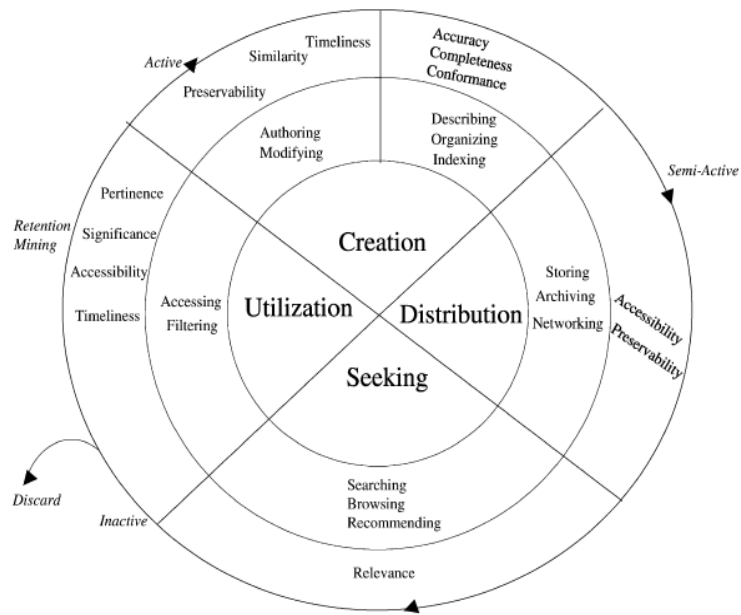 Timeliness
Similarity
Active
Preservability
Accuracy
Completeness
Conformance
Authoring
Modifying
Describing
Organizing
Indexing
Semi-Active
Pertinence
Retention
Mining
Significance
Accessibility
Timeliness
Accessing
Filtering
Creation
Utilization
Distribution
Seeking
Storing
Archiving
Networking
Accessibility
Preservability
Searching
Browsing
Recommending
Discard
Inactive
Relevance